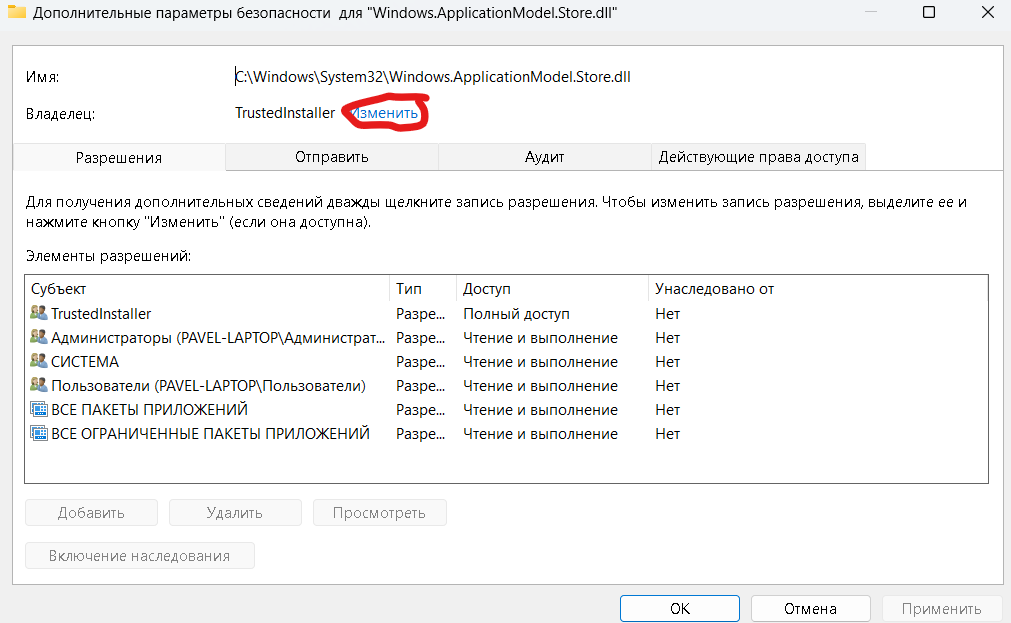 Дополнительные параметры безопасности для "Windows.ApplicationModel.Store.dll"
Имя: C:\Windows\System32\Windows.ApplicationModel.Store.dll
Владелец: TrustedInstaller Изменить
Разрешения Отправить Аудит Действующие права доступа
Для получения дополнительных сведений дважды щелкните запись разрешения. Чтобы изменить запись разрешения, выделите ее и
нажмите кнопку "Изменить" (если она доступна).
Элементы разрешений:
Субъект Тип Доступ Унаследовано от
TrustedInstaller Разре... Полный доступ Нет
Администраторы (PAVEL-LAPTOP\Администрат... Разре... Чтение и выполнение Нет
СИСТЕМА Разре... Чтение и выполнение Нет
Пользователи (PAVEL-LAPTOP\Пользователи) Разре... Чтение и выполнение Нет
ВСЕ ПАКЕТЫ ПРИЛОЖЕНИЙ Разре... Чтение и выполнение Нет
ВСЕ ОГРАНИЧЕННЫЕ ПАКЕТЫ ПРИЛОЖЕНИЙ Разре... Чтение и выполнение Нет
Добавить Удалить Просмотреть
Включение наследования
ОК Отмена Применить